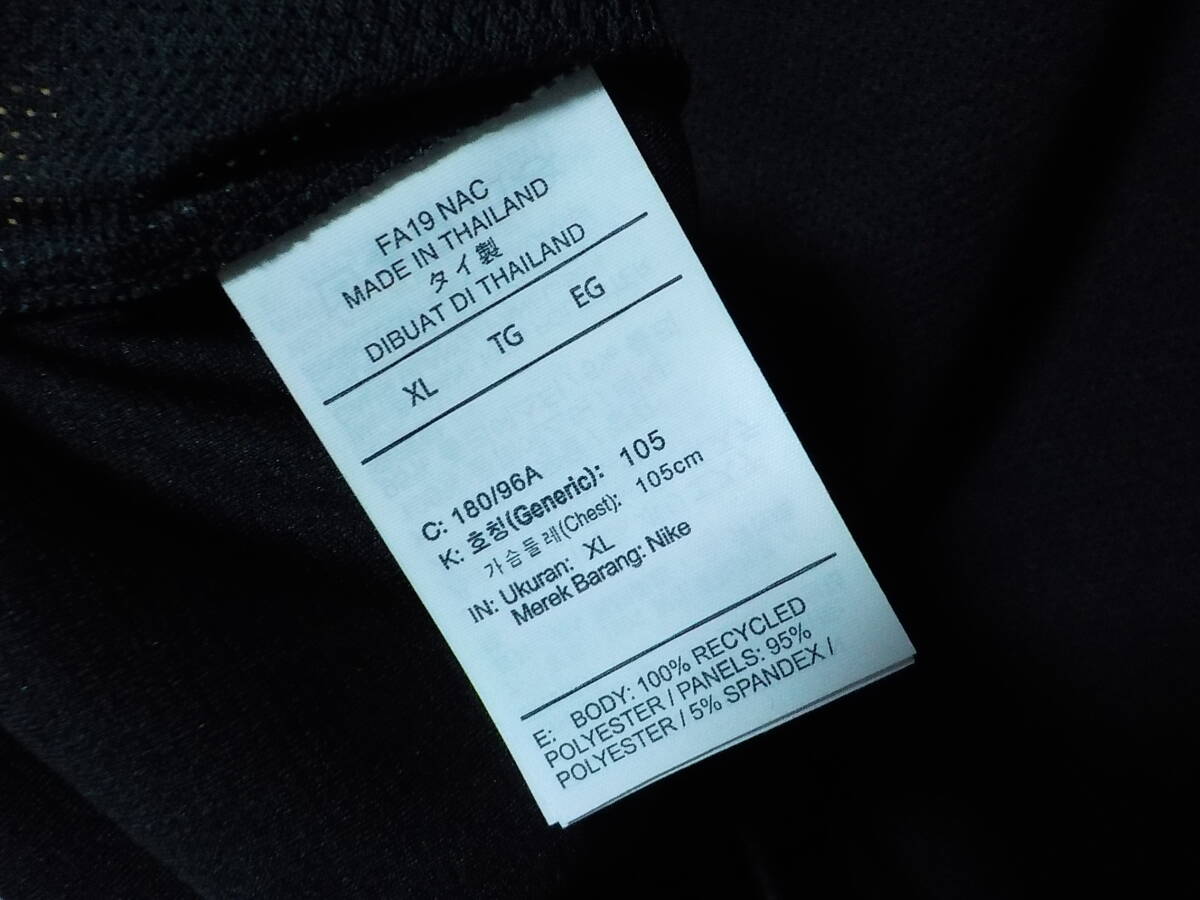 FA19 NAC
MADE IN THAILAND
タイ製
DIBUAT DI THAILAND
XL TG EG
C: 180/96A
K: 호칭(Generic): 105
가슴둘레(Chest): 105cm
IN: Ukuran: XL
Merek Barang: Nike
E: BODY: 100% RECYCLED
POLYESTER / PANELS: 95%
POLYESTER / 5% SPANDEX /